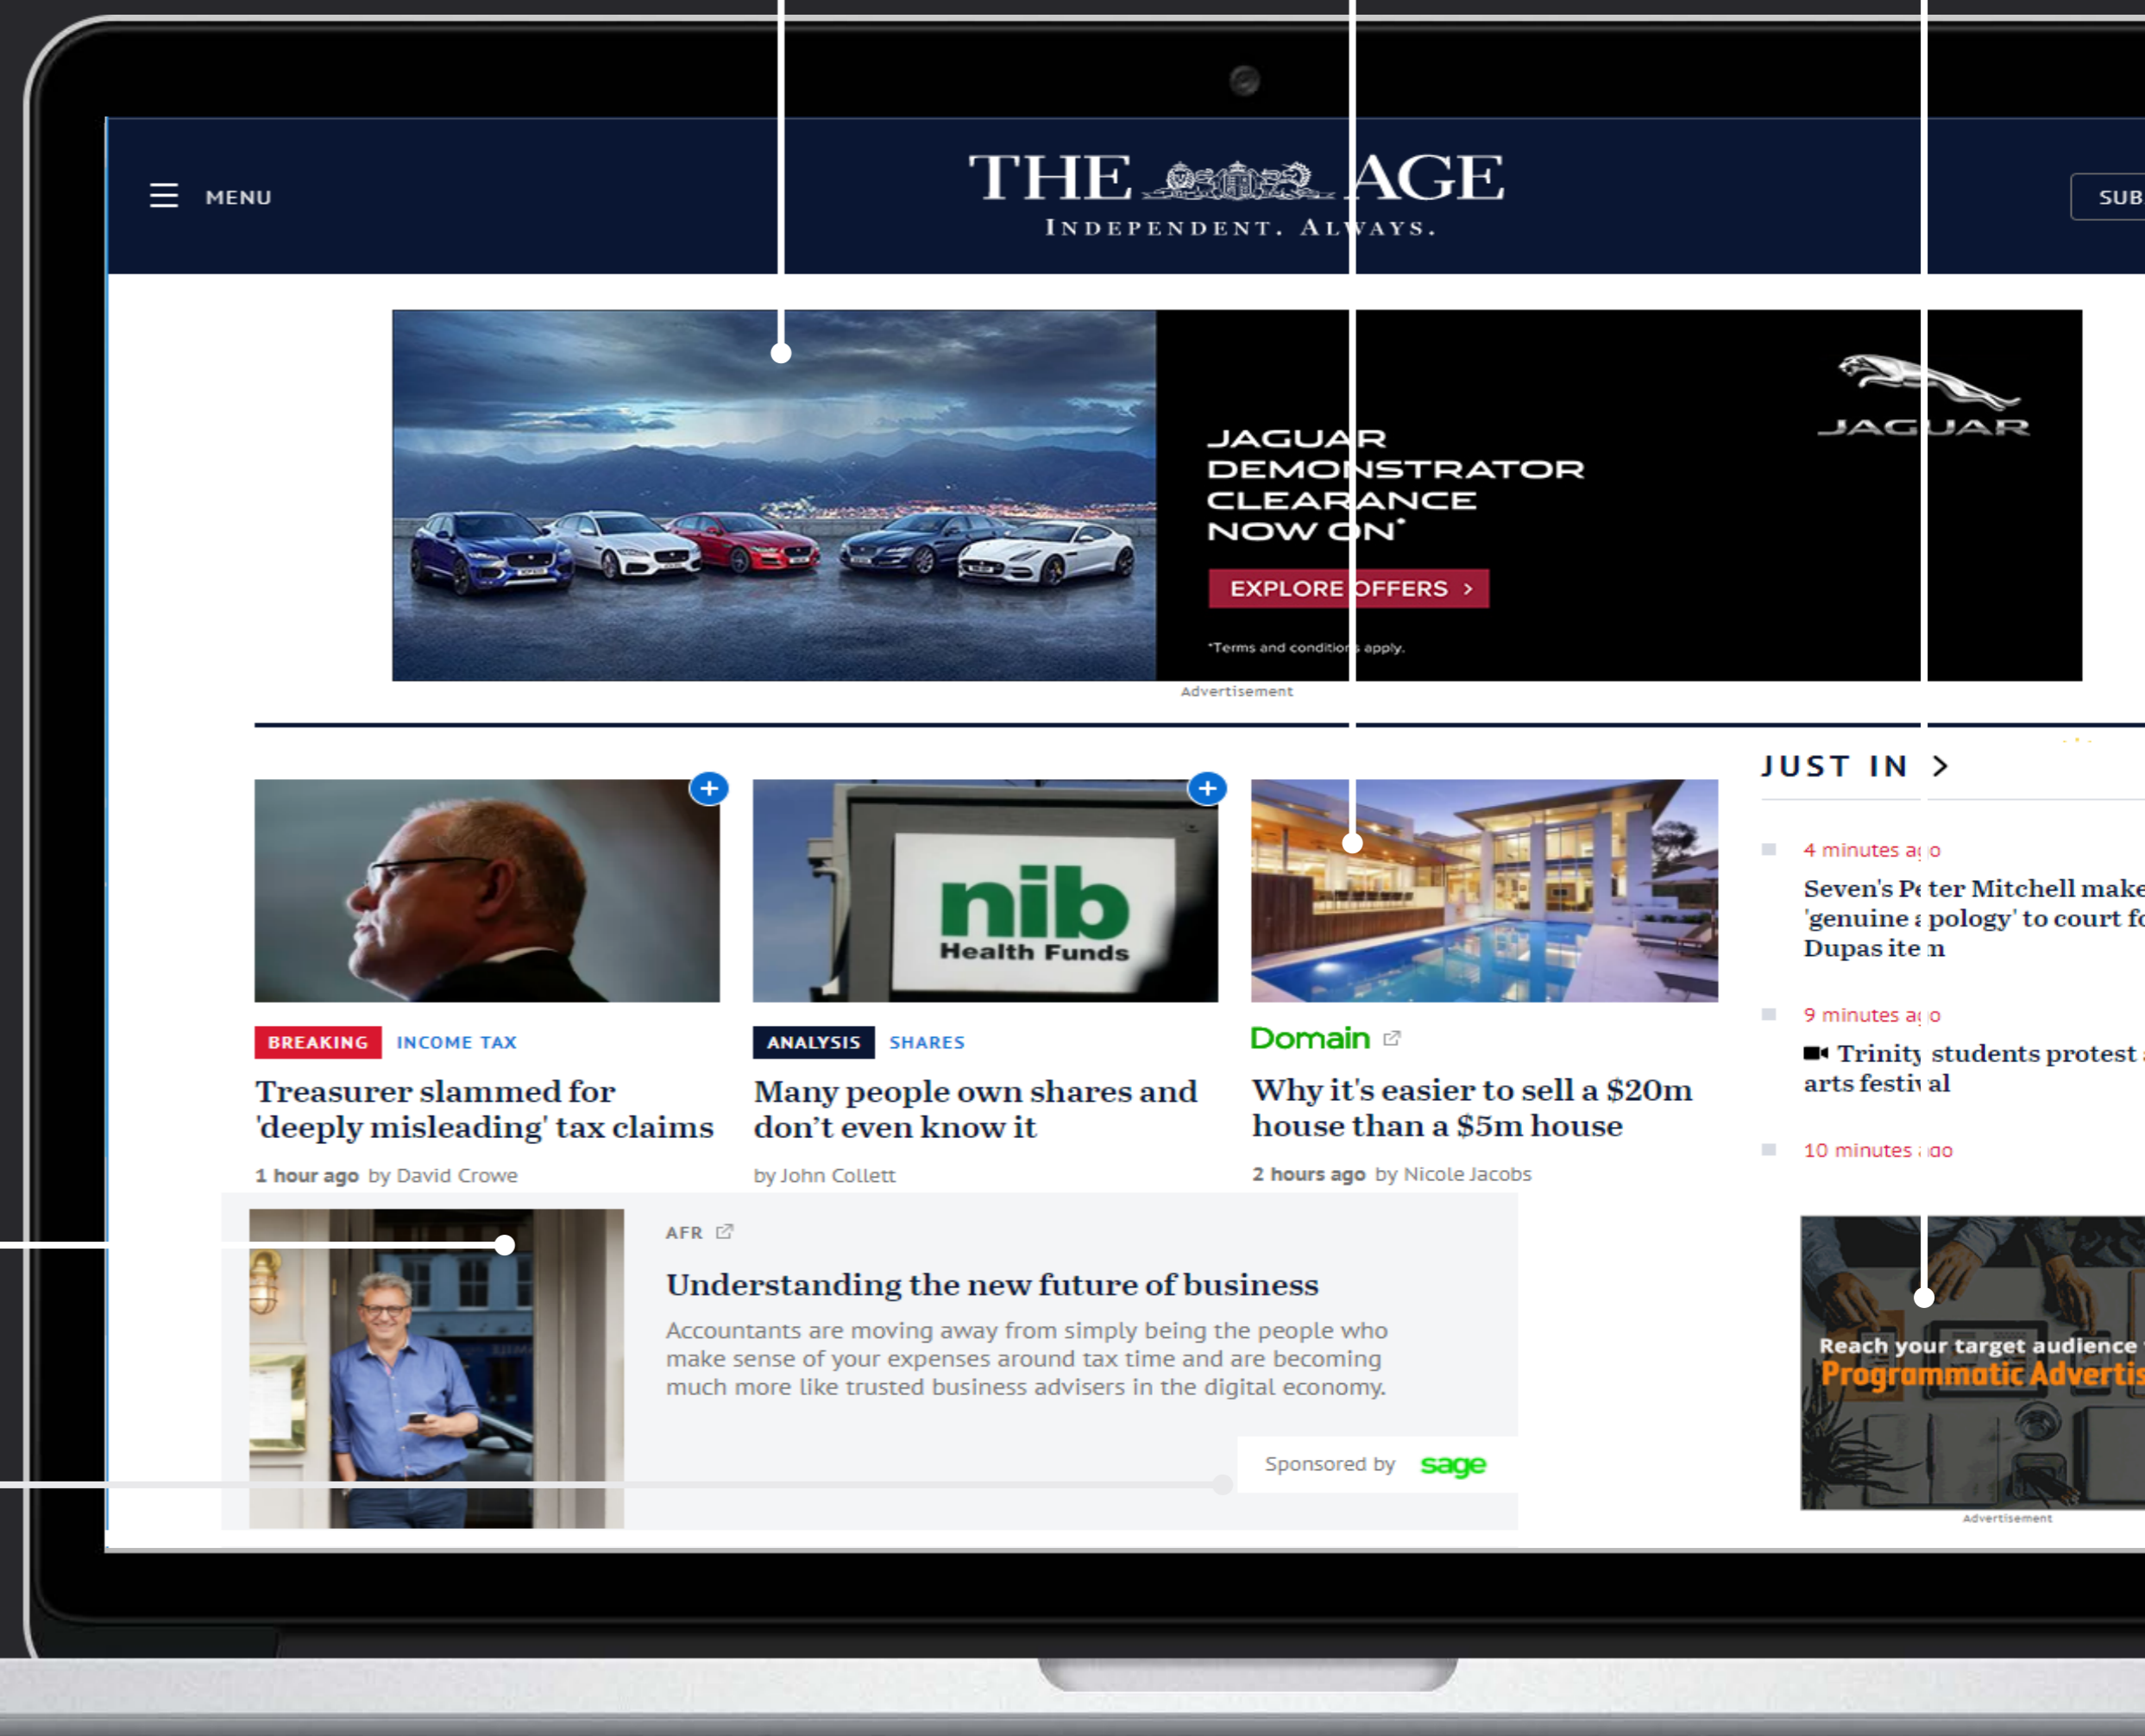 MENU
THE AGE
INDEPENDENT. ALWAYS.
SUB
JAGUAR
DEMONSTRATOR
CLEARANCE
NOW ON*
EXPLORE OFFERS >
*Terms and conditions apply.
JAGUAR
Advertisement
nib
Health Funds
BREAKING INCOME TAX
Treasurer slammed for
'deeply misleading' tax claims
1 hour ago by David Crowe
ANALYSIS SHARES
Many people own shares and
don’t even know it
by John Collett
Domain
Why it's easier to sell a $20m
house than a $5m house
2 hours ago by Nicole Jacobs
JUST IN >
4 minutes ago
Seven's Peter Mitchell make
'genuine apology' to court fo
Dupas item
9 minutes ago
Trinity students protest
arts festival
10 minutes ago
AFR
Understanding the new future of business
Accountants are moving away from simply being the people who
make sense of your expenses around tax time and are becoming
much more like trusted business advisers in the digital economy.
Sponsored by sage
Reach your target audience
Programmatic Advertis
Advertisement